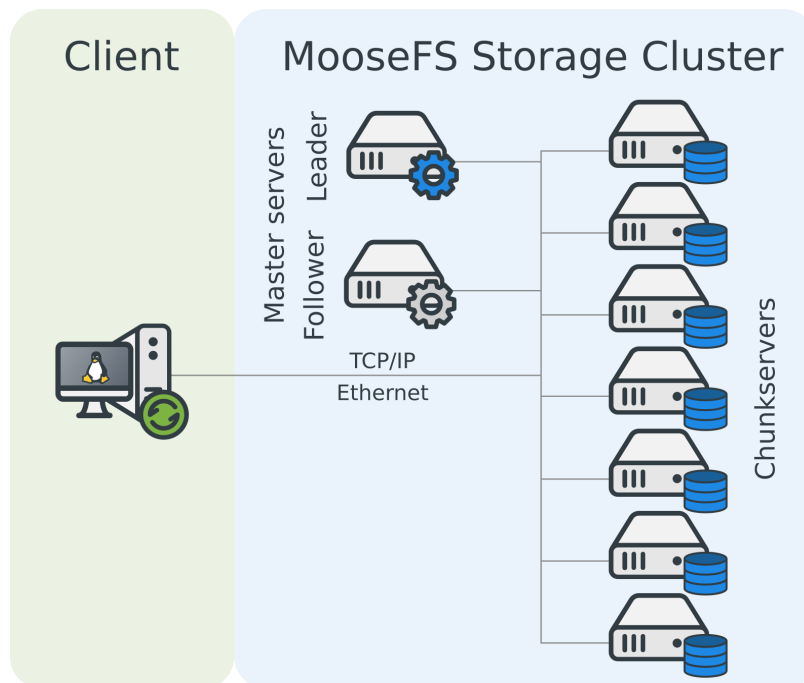 Client
MooseFS Storage Cluster
Master servers
Leader
Follower
TCP/IP
Ethernet
Chunkservers